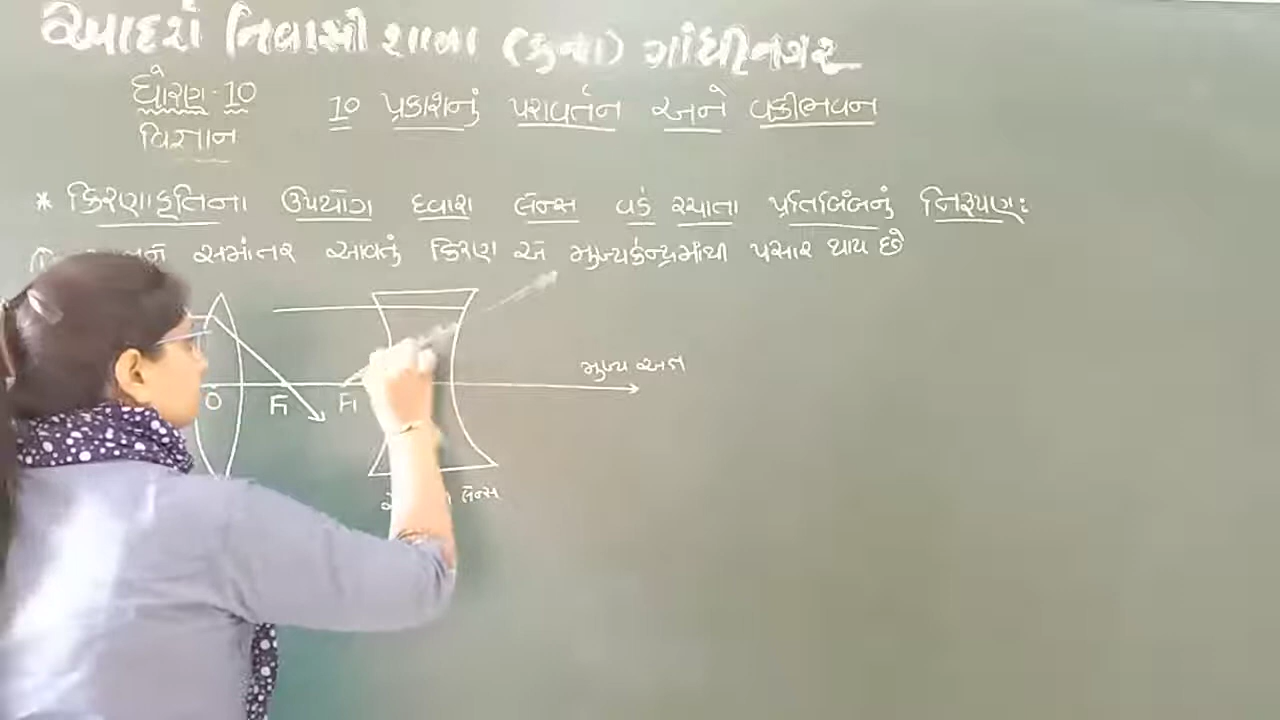 આદર્શ નિવાસી શાળા (કન્યા) ગાંધીનગર
ધોરણ - 10
10 પ્રકાશનું પરાવર્તન અને વક્રીભવન
વિજ્ઞાન
* કિરણાકૃતિના ઉપયોગ દ્વારા લેન્સ વડે રચાતા પ્રતિબિંબનું નિરૂપણ:
સમાંતર આવતું કિરણ એ મુખ્યકેન્દ્રમાંથી પસાર થાય છે
મુખ્ય અક્ષ
O F₁ F₁
લેન્સ